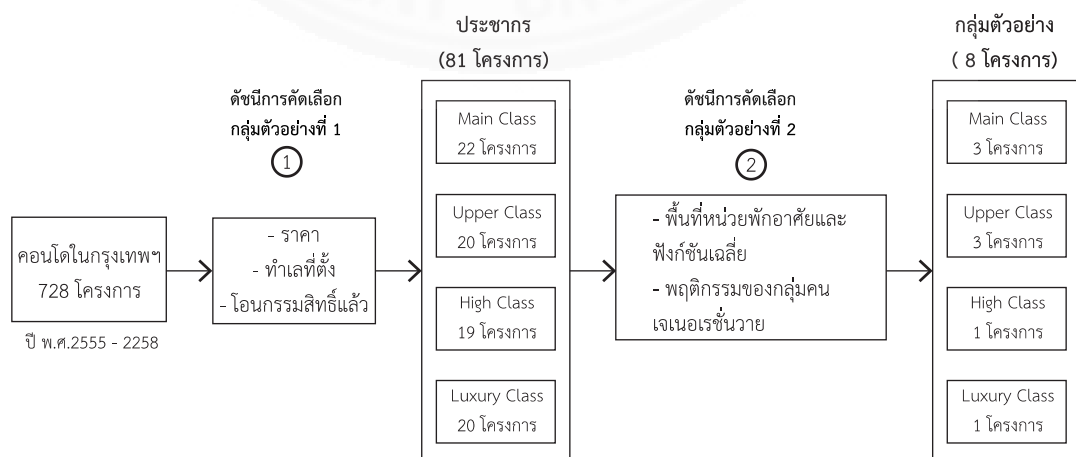 คอนโดในกรุงเทพฯ
728 โครงการ
ปี พ.ศ.2555 - 2258
ดัชนีการคัดเลือก
กลุ่มตัวอย่างที่ 1
1
- ราคา
- ทำเลที่ตั้ง
- โอนกรรมสิทธิ์แล้ว
ประชากร
(81 โครงการ)
Main Class
22 โครงการ
Upper Class
20 โครงการ
High Class
19 โครงการ
Luxury Class
20 โครงการ
ดัชนีการคัดเลือก
กลุ่มตัวอย่างที่ 2
2
- พื้นที่หน่วยพักอาศัยและ
ฟังก์ชันเฉลี่ย
- พฤติกรรมของกลุ่มคน
เจเนอเรชั่นวาย
กลุ่มตัวอย่าง
( 8 โครงการ)
Main Class
3 โครงการ
Upper Class
3 โครงการ
High Class
1 โครงการ
Luxury Class
1 โครงการ